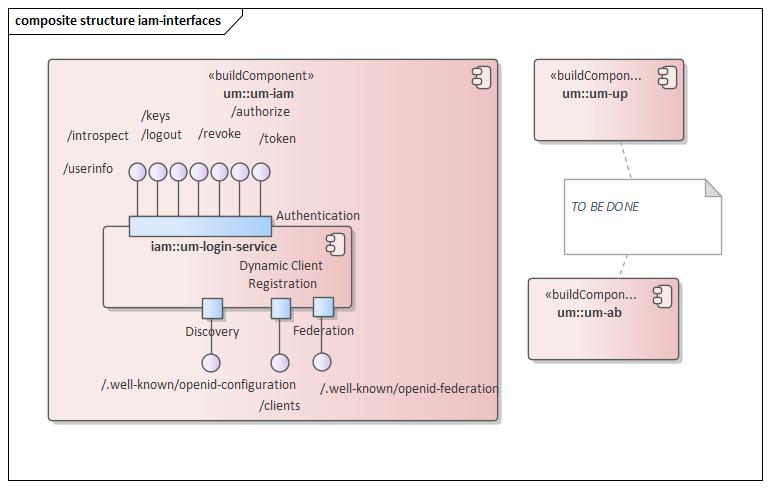 composite structure iam-interfaces
«buildComponent»
um::um-iam
/authorize
/keys
/introspect
/logout
/revoke
/token
/userinfo
Authentication
iam::um-login-service
Dynamic Client
Registration
Discovery
Federation
/.well-known/openid-configuration
/.well-known/openid-federation
/clients
«buildCompon...
um::um-up
TO BE DONE
«buildCompon...
um::um-ab